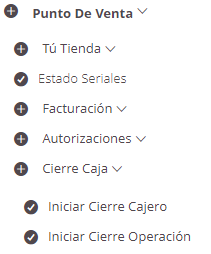 Punto De Venta
Tú Tienda
Estado Seriales
Facturación
Autorizaciones
Cierre Caja
Iniciar Cierre Cajero
Iniciar Cierre Operación